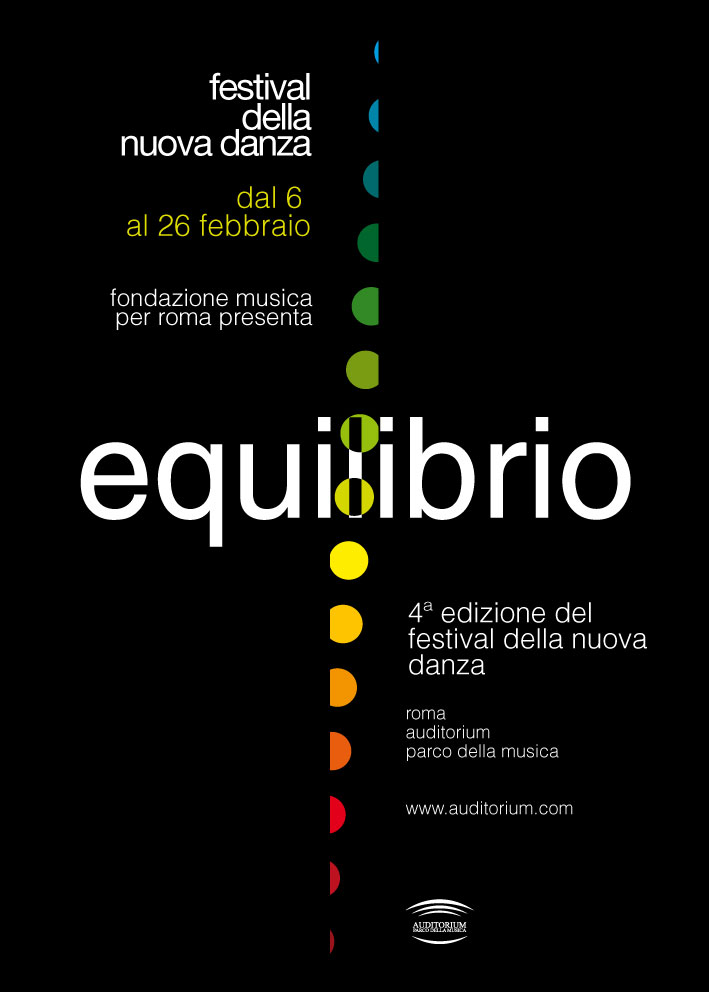 festival
della
nuova danza
dal 6
al 26 febbraio
fondazione musica
per roma presenta
equilibrio
4ª edizione del
festival della nuova
danza
roma
auditorium
parco della musica
www.auditorium.com
AUDITORIUM
PARCO DELLA MUSICA